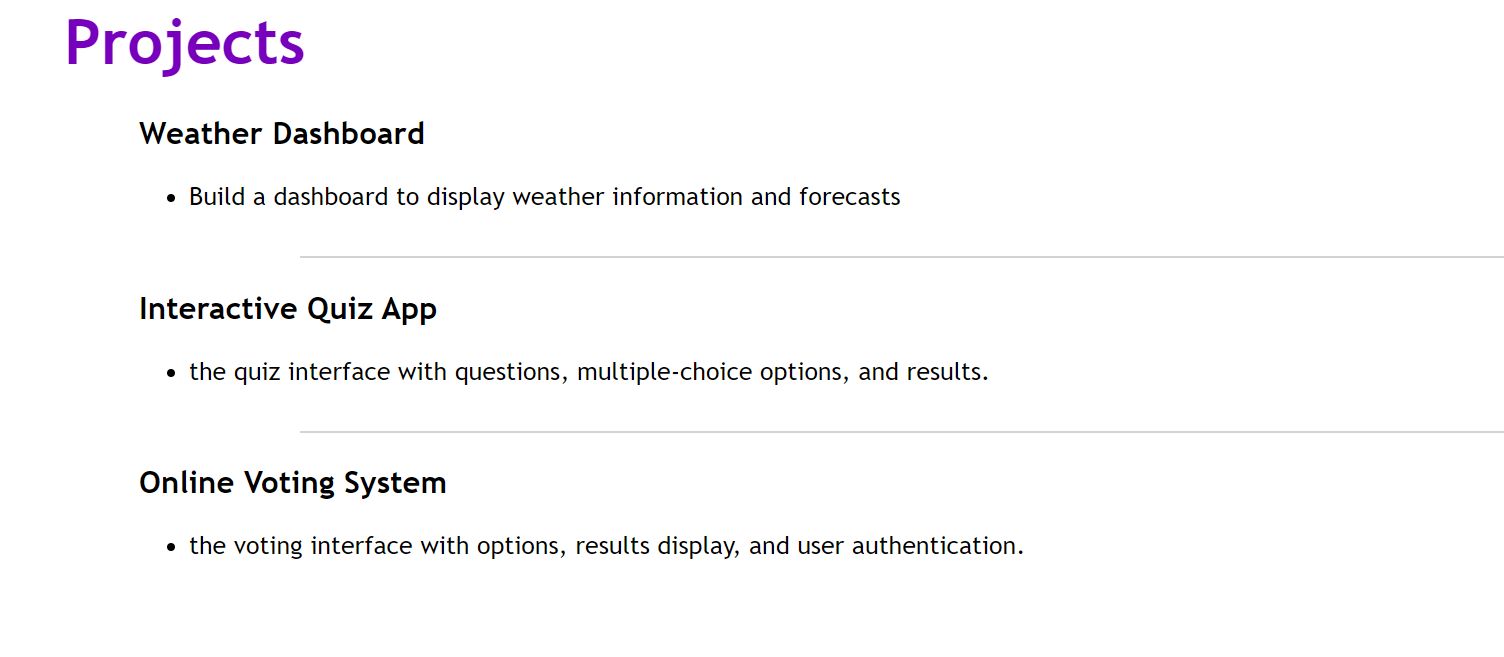 Projects
Weather Dashboard
• Build a dashboard to display weather information and forecasts
Interactive Quiz App
• the quiz interface with questions, multiple-choice options, and results.
Online Voting System
• the voting interface with options, results display, and user authentication.